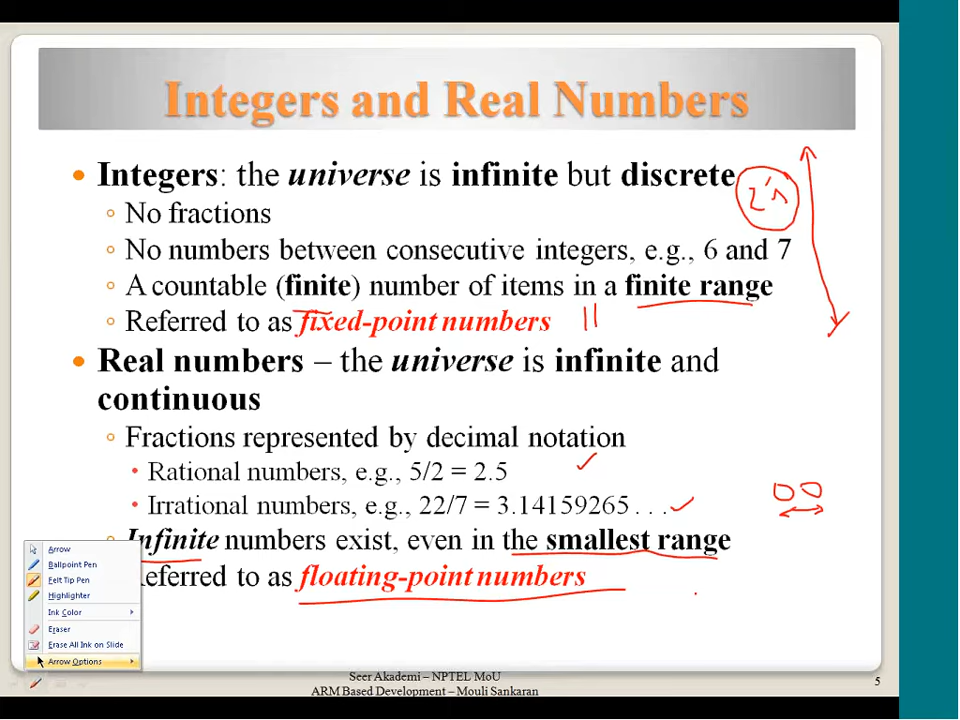 Integers and Real Numbers
Integers: the universe is infinite but discrete
2's
No fractions
No numbers between consecutive integers, e.g., 6 and 7
A countable (finite) number of items in a finite range
Referred to as fixed-point numbers
Real numbers – the universe is infinite and
continuous
Fractions represented by decimal notation
Rational numbers, e.g., 5/2 = 2.5
Irrational numbers, e.g., 22/7 = 3.14159265 . . .
Infinite numbers exist, even in the smallest range
Referred to as floating-point numbers
Arrow
Ballpoint Pen
Felt Tip Pen
Highlighter
Ink Color
Eraser
Erase All Ink on Slide
Arrow Options
Seer Akademi – NPTEL MoU
ARM Based Development – Mouli Sankaran
5